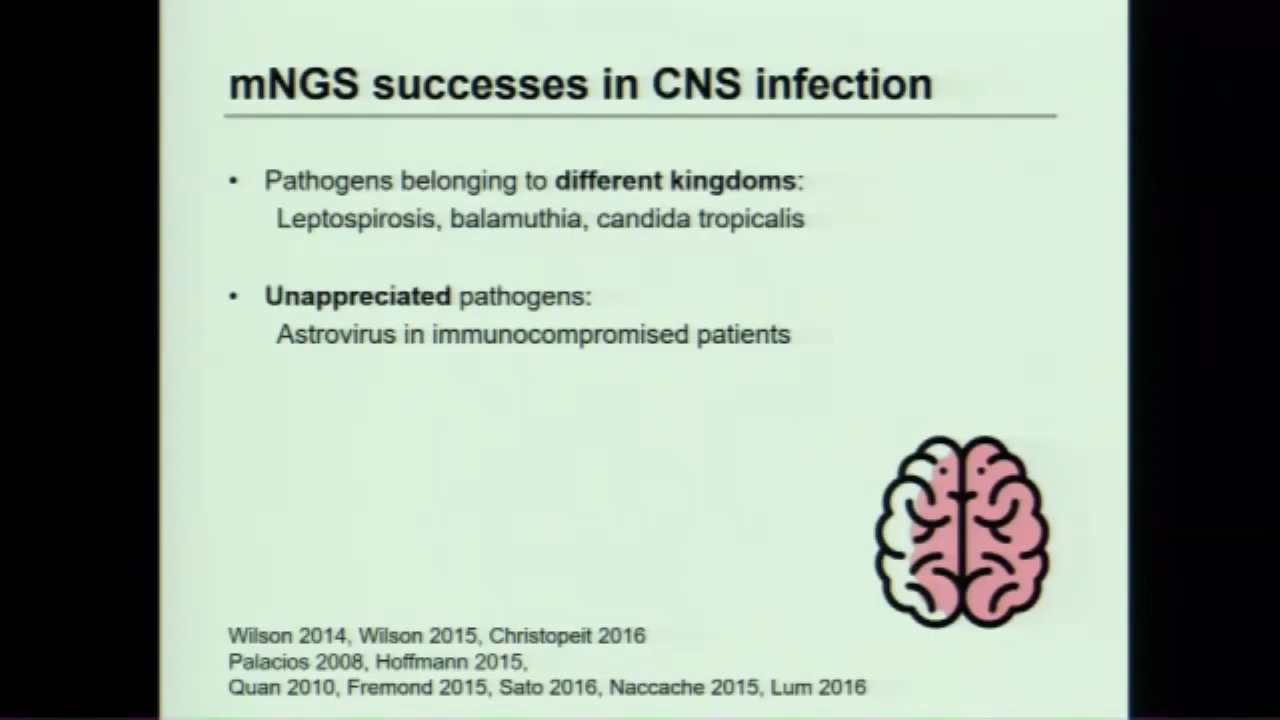 mNGS successes in CNS infection
• Pathogens belonging to different kingdoms:
Leptospirosis, balamuthia, candida tropicalis
• Unappreciated pathogens:
Astrovirus in immunocompromised patients
Wilson 2014, Wilson 2015, Christopeit 2016
Palacios 2008, Hoffmann 2015,
Quan 2010, Fremond 2015, Sato 2016, Naccache 2015, Lum 2016